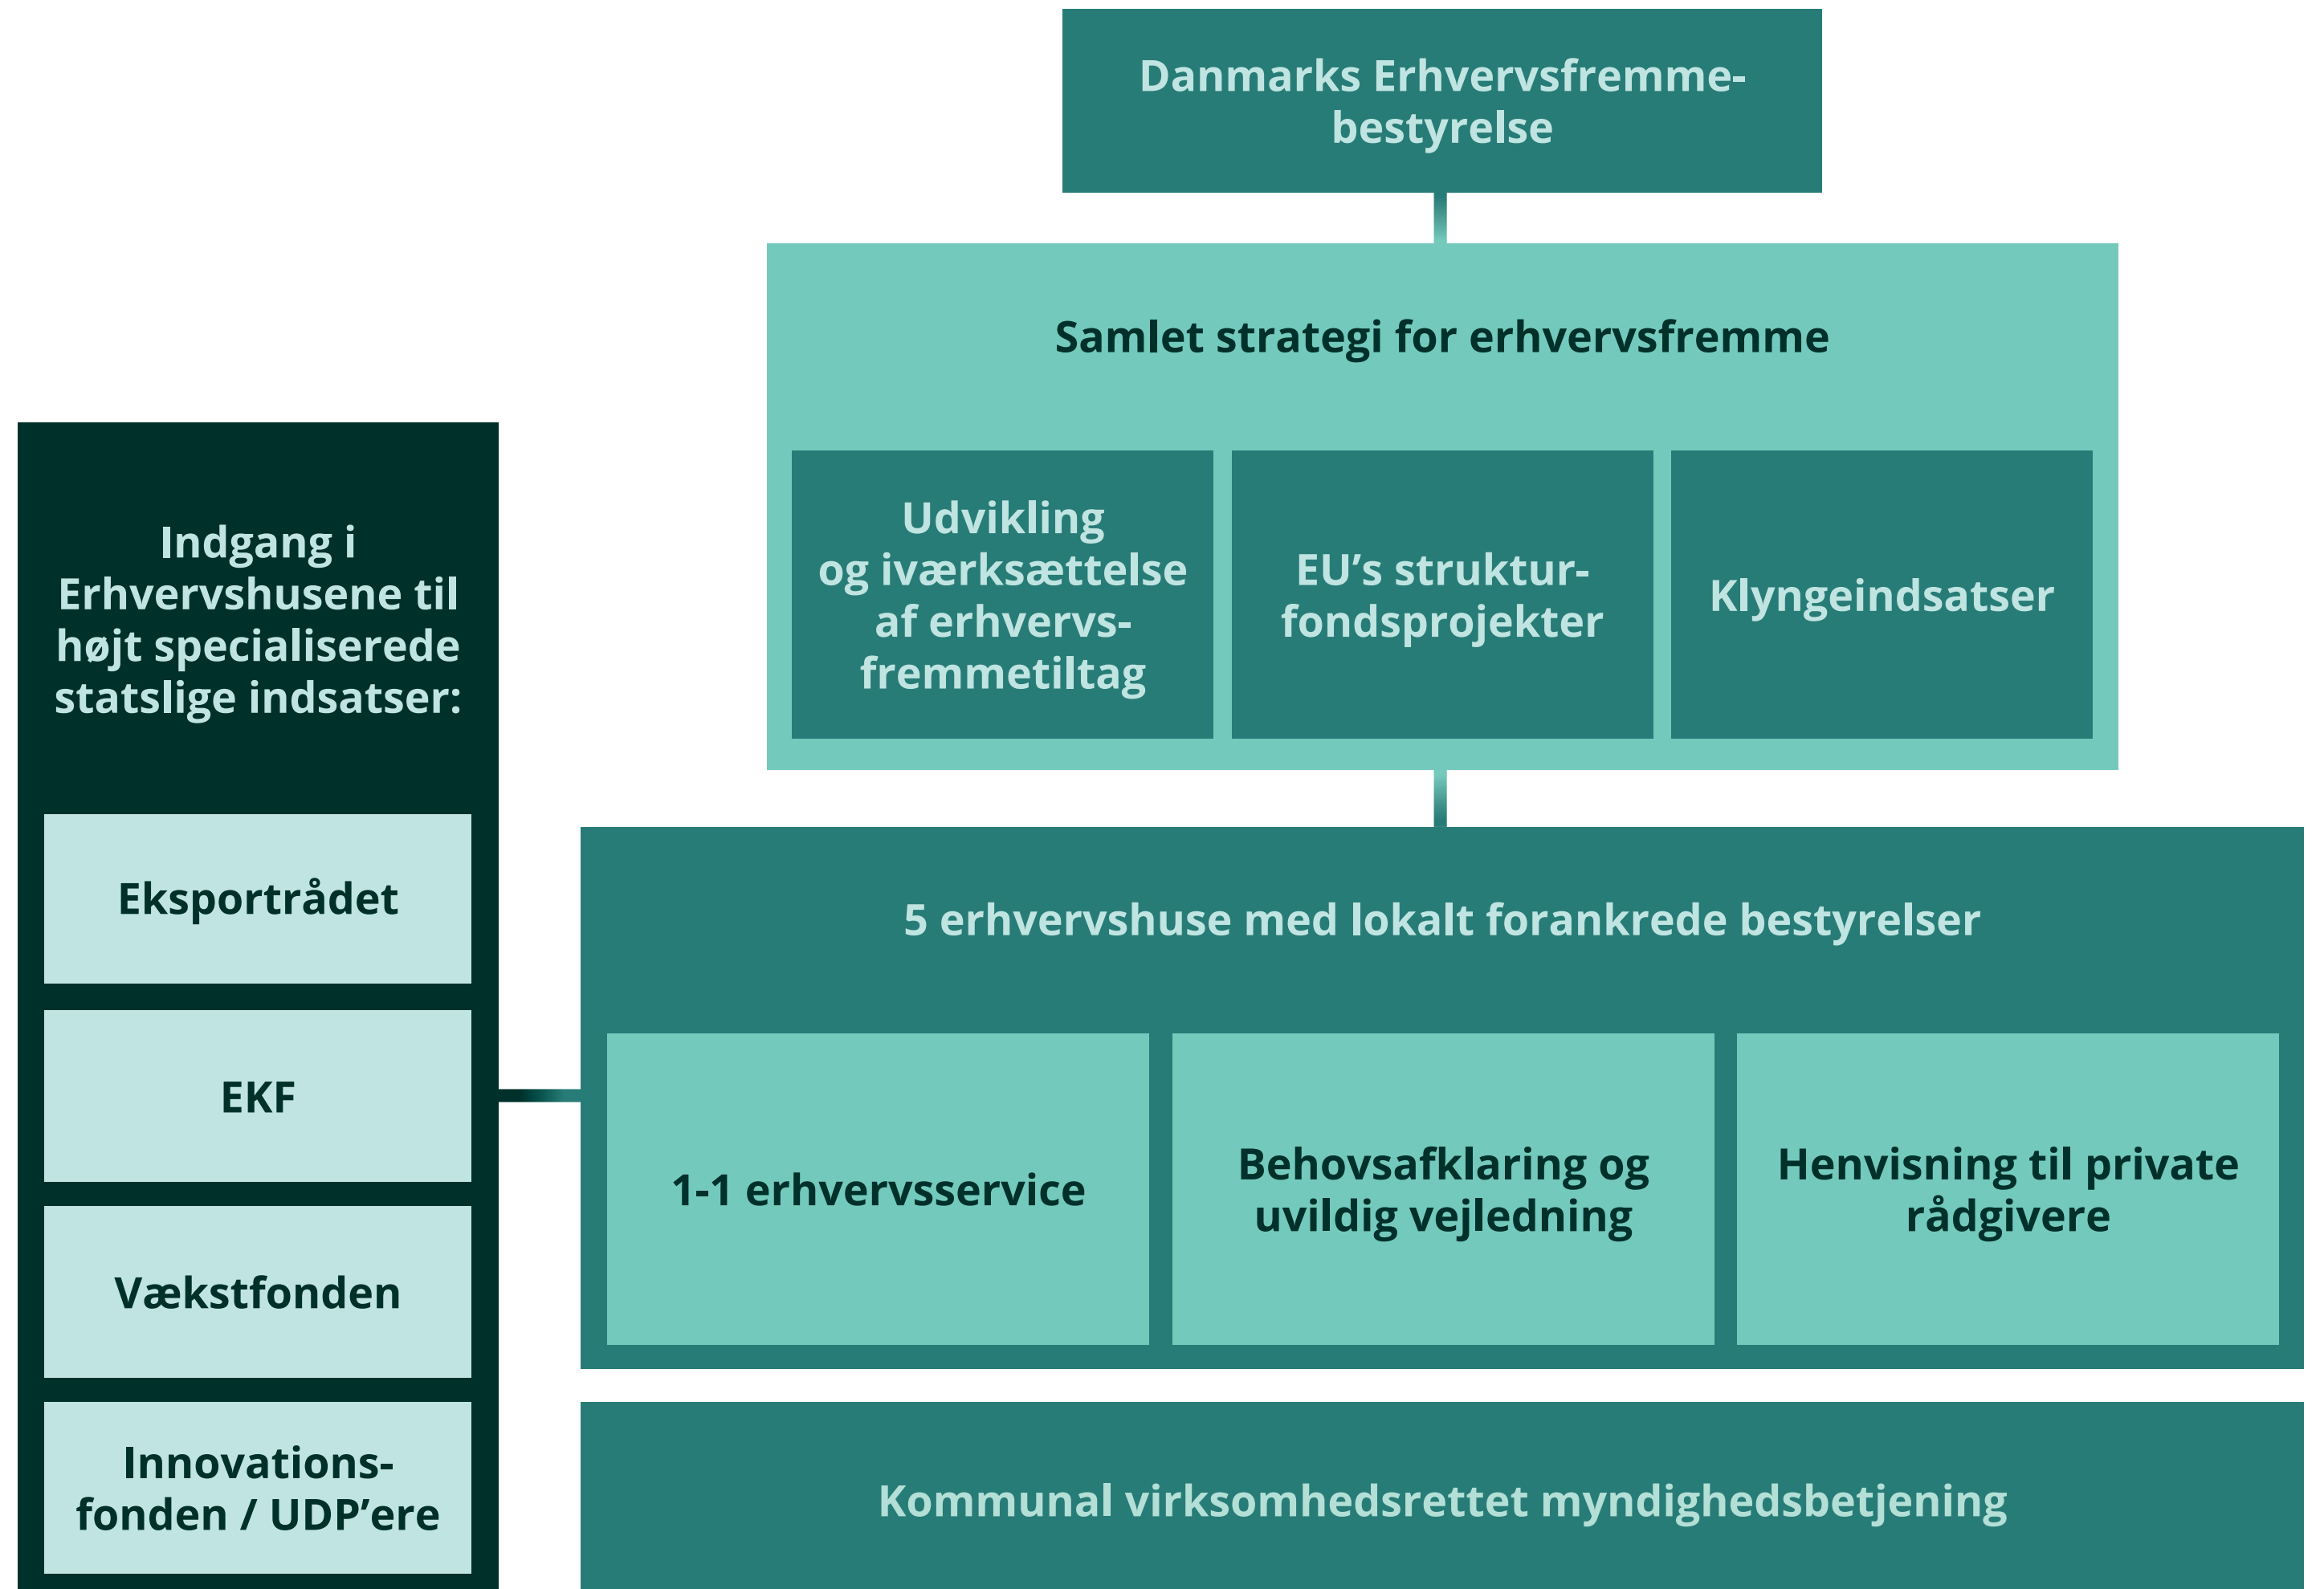 Danmarks Erhvervsfremme-
bestyrelse
Samlet strategi for erhvervsfremme
Udvikling
og iværksættelse
af erhvervs-
fremmetiltag
EU’s struktur-
fondsprojekter
Klyngeindsatser
Indgang i
Erhvervshusene til
højt specialiserede
statslige indsatser:
Eksportrådet
EKF
Vækstfonden
Innovations-
fonden / UDP’ere
5 erhvervshuse med lokalt forankrede bestyrelser
1-1 erhvervsservice
Behovsafklaring og
uvildig vejledning
Henvisning til private
rådgivere
Kommunal virksomhedsrettet myndighedsbetjening